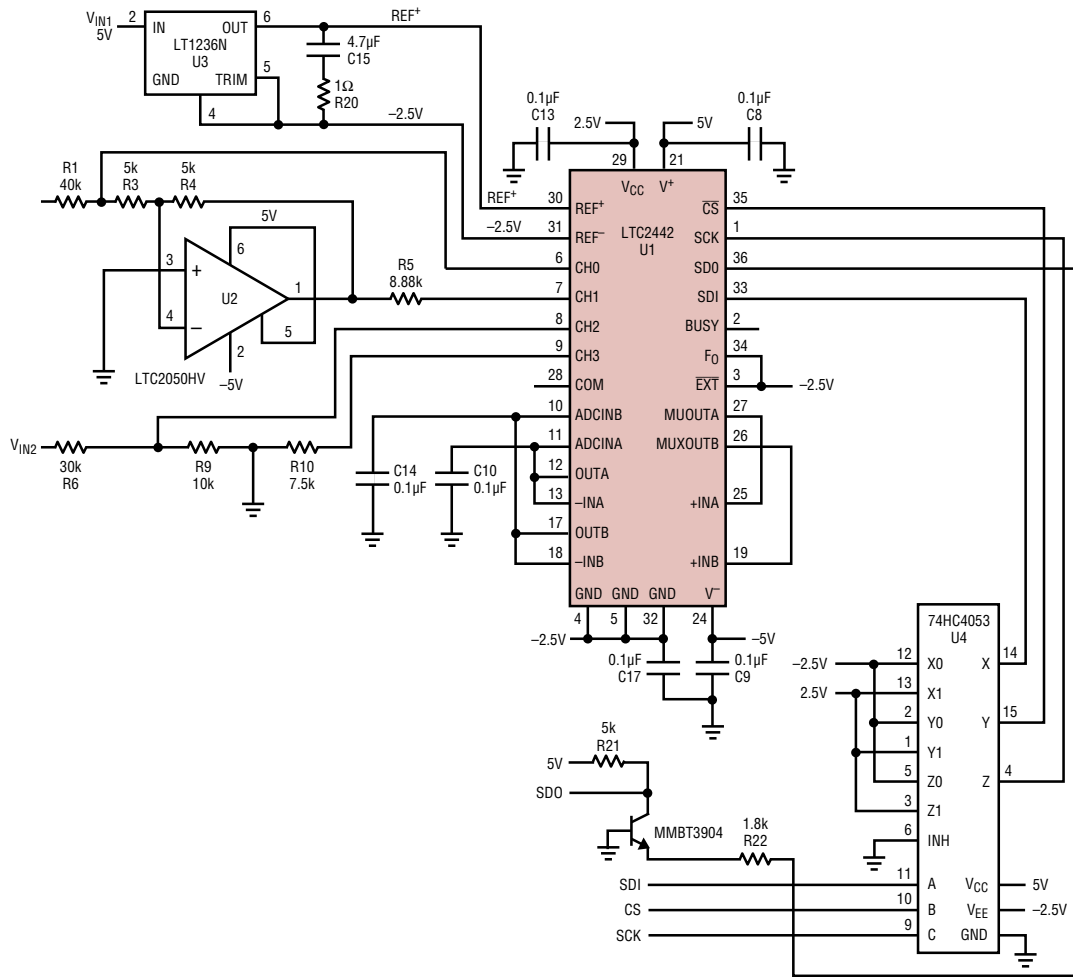 VIN1
5V
2
IN
OUT
6
REF+
LT1236N
U3
GND
TRIM
5
4
4.7µF
C15
1Ω
R20
–2.5V
0.1µF
C13
2.5V
5V
0.1µF
C8
29
21
VCC
V+
R1
40k
5k
R3
5k
R4
REF+
–2.5V
30
REF+
31
REF–
6
CH0
7
CH1
8
CH2
9
CH3
28
COM
10
ADCINB
11
ADCINA
12
OUTA
13
–INA
17
OUTB
18
–INB
LTC2442
U1
CS
35
SCK
1
SD0
36
SDI
33
BUSY
2
FO
34
EXT
3
–2.5V
MUOUTA
27
MUXOUTB
26
+INA
25
+INB
19
5V
6
3
+
U2
1
4
–
5
2
–5V
LTC2050HV
R5
8.88k
VIN2
30k
R6
R9
10k
R10
7.5k
C14
0.1µF
C10
0.1µF
GND
GND
GND
V–
4
5
32
24
–2.5V
–5V
0.1µF
C17
0.1µF
C9
74HC4053
U4
–2.5V
12
X0
X
14
2.5V
13
X1
2
Y0
Y
15
1
Y1
5
Z0
Z
4
3
Z1
6
INH
11
A
VCC
5V
10
B
VEE
–2.5V
9
C
GND
5k
R21
5V
SDO
MMBT3904
1.8k
R22
SDI
CS
SCK